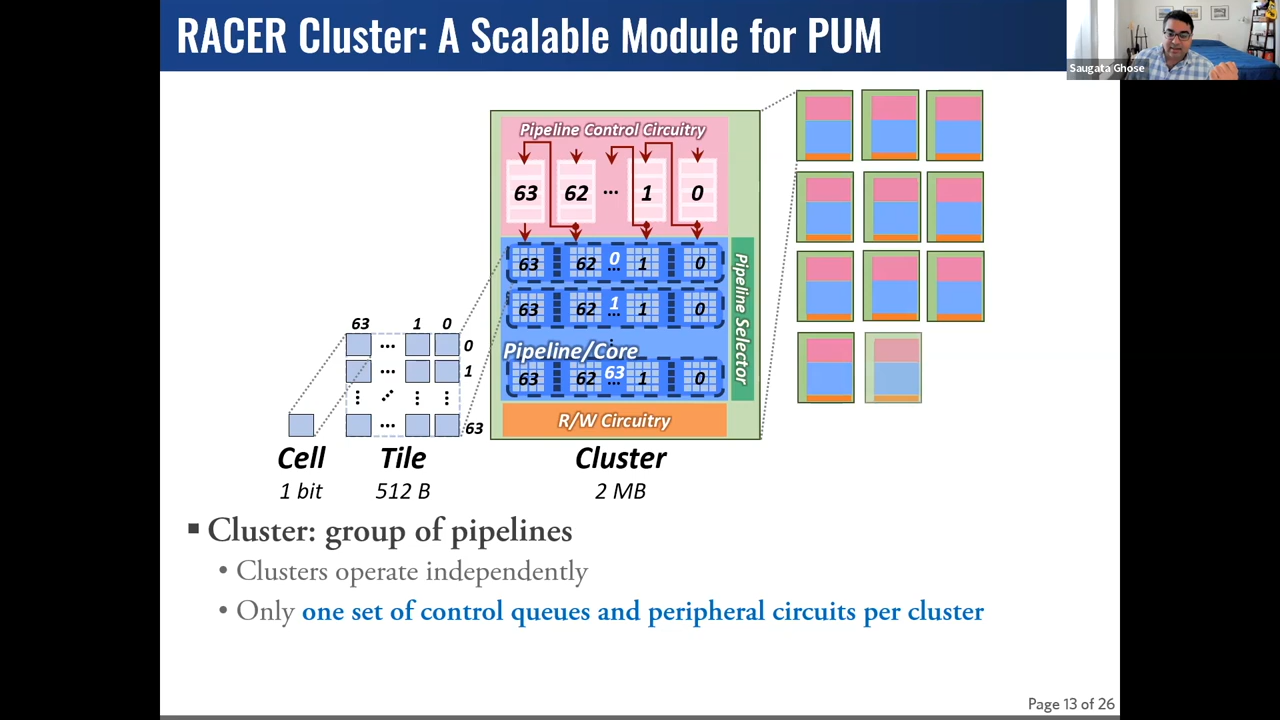 RACER Cluster: A Scalable Module for PUM
Saugata Ghose
Pipeline Control Circuitry
63 62 ... 1 0
63 62 0 ... 1 0
63 62 1 ... 1 0
Pipeline/Core
63 62 63 ... 1 0
Pipeline Selector
R/W Circuitry
63 ... 1 0
0
1
63
Cell Tile Cluster
1 bit 512 B 2 MB
▪ Cluster: group of pipelines
• Clusters operate independently
• Only one set of control queues and peripheral circuits per cluster
Page 13 of 26